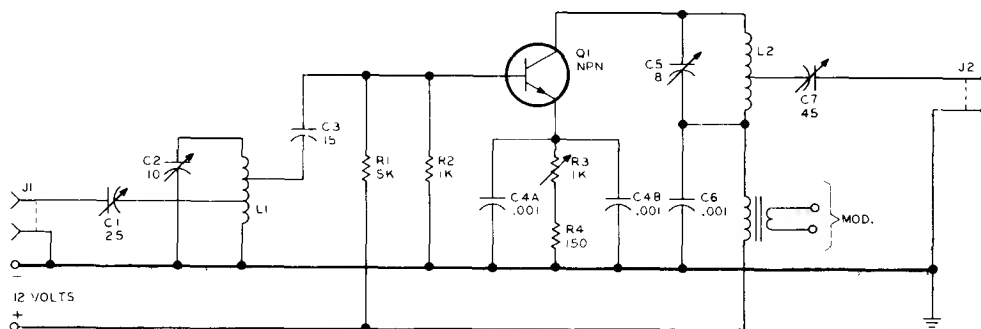 Q1
NPN
C5
8
L2
C7
45
J2
C3
15
C2
10
R1
5K
R2
1K
R3
1K
C4A
.001
C4B
.001
C6
.001
R4
150
MOD.
J1
C1
25
L1
−
12 VOLTS
+